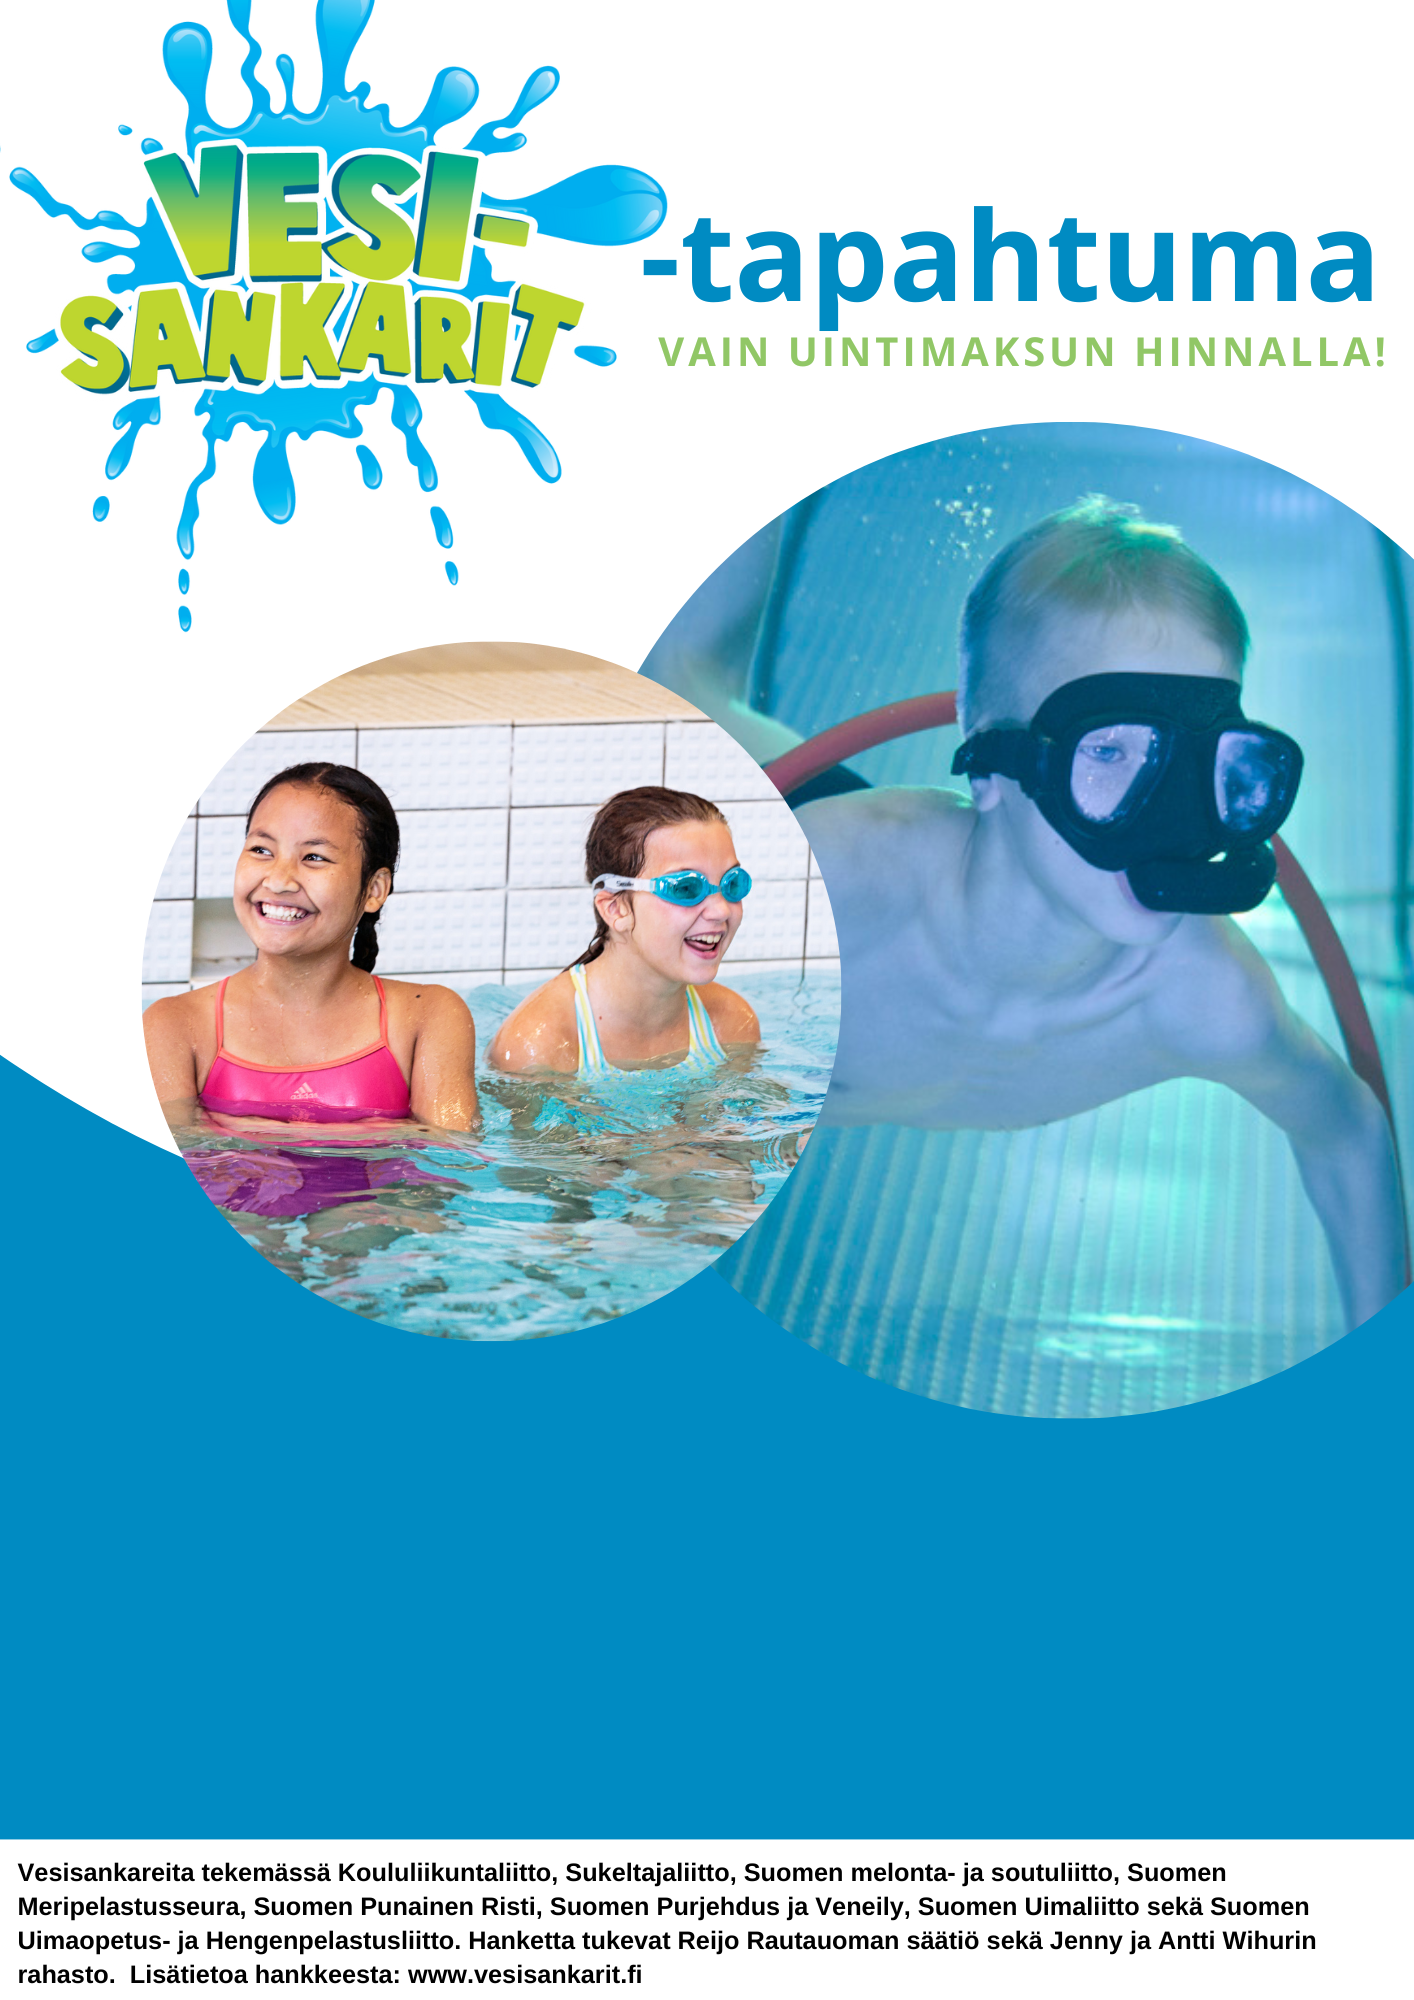 VESI-
SANKARIT
-tapahtuma
VAIN UINTIMAKSUN HINNALLA!
Vesisankareita tekemässä Koululiikuntaliitto, Sukeltajaliitto, Suomen melonta- ja soutuliitto, Suomen
Meripelastusseura, Suomen Punainen Risti, Suomen Purjehdus ja Veneily, Suomen Uimaliitto sekä Suomen
Uimaopetus- ja Hengenpelastusliitto. Hanketta tukevat Reijo Rautauoman säätiö sekä Jenny ja Antti Wihurin
rahasto.  Lisätietoa hankkeesta: www.vesisankarit.fi